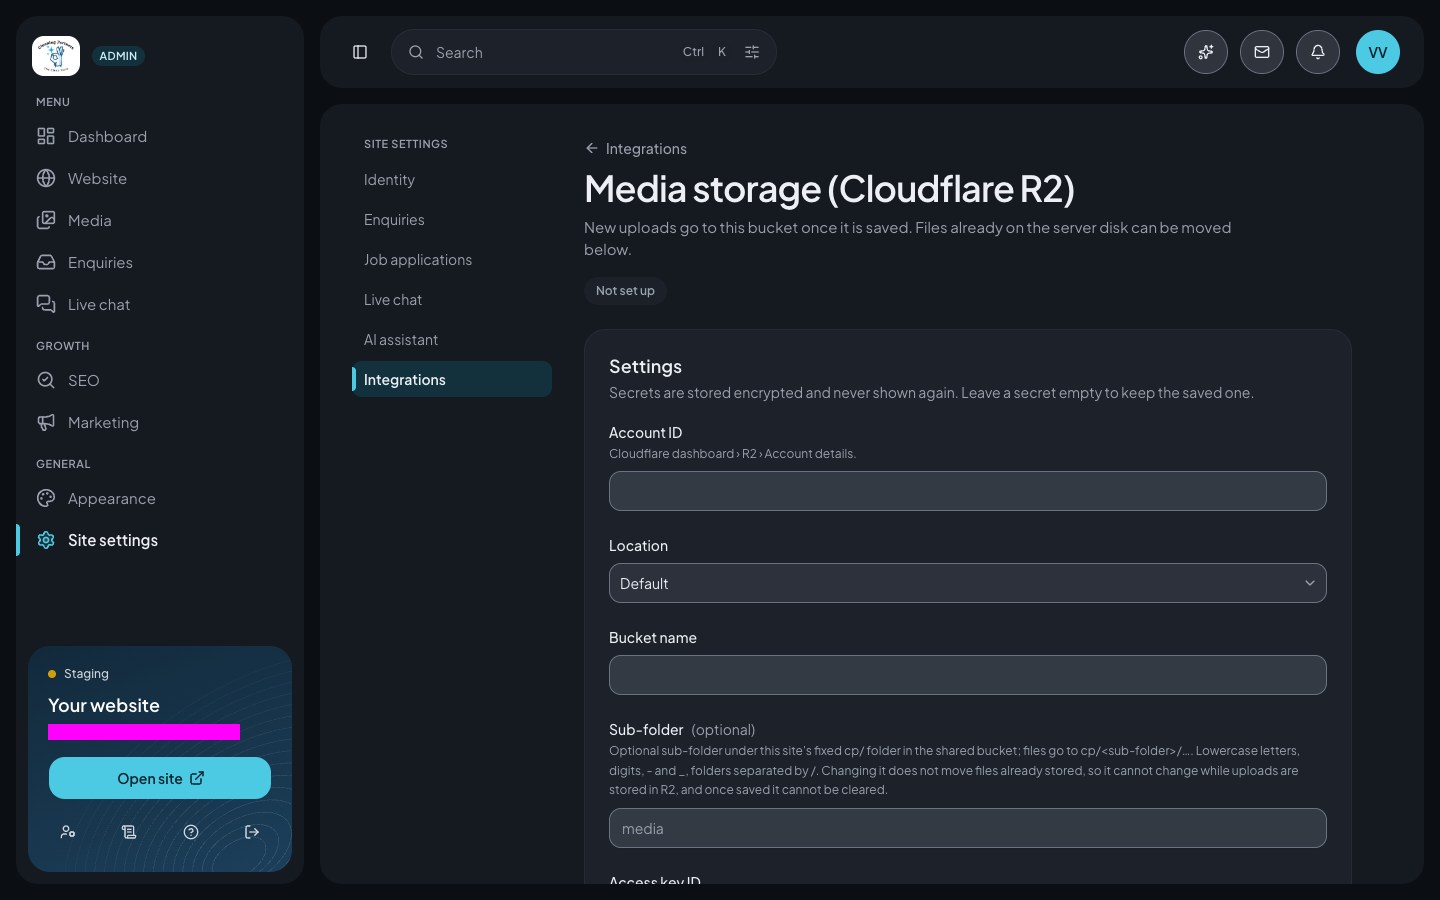 ADMIN
MENU
Dashboard
Website
Media
Enquiries
Live chat
GROWTH
SEO
Marketing
GENERAL
Appearance
Site settings
Staging
Your website
Open site
Search
Ctrl K
VV
SITE SETTINGS
Identity
Enquiries
Job applications
Live chat
AI assistant
Integrations
Integrations
Media storage (Cloudflare R2)
New uploads go to this bucket once it is saved. Files already on the server disk can be moved
below.
Not set up
Settings
Secrets are stored encrypted and never shown again. Leave a secret empty to keep the saved one.
Account ID
Cloudflare dashboard › R2 › Account details.
Location
Default
Bucket name
Sub-folder (optional)
Optional sub-folder under this site's fixed cp/ folder in the shared bucket; files go to cp/<sub-folder>/…. Lowercase letters,
digits, - and _, folders separated by /. Changing it does not move files already stored, so it cannot change while uploads are
stored in R2, and once saved it cannot be cleared.
media
Access key ID